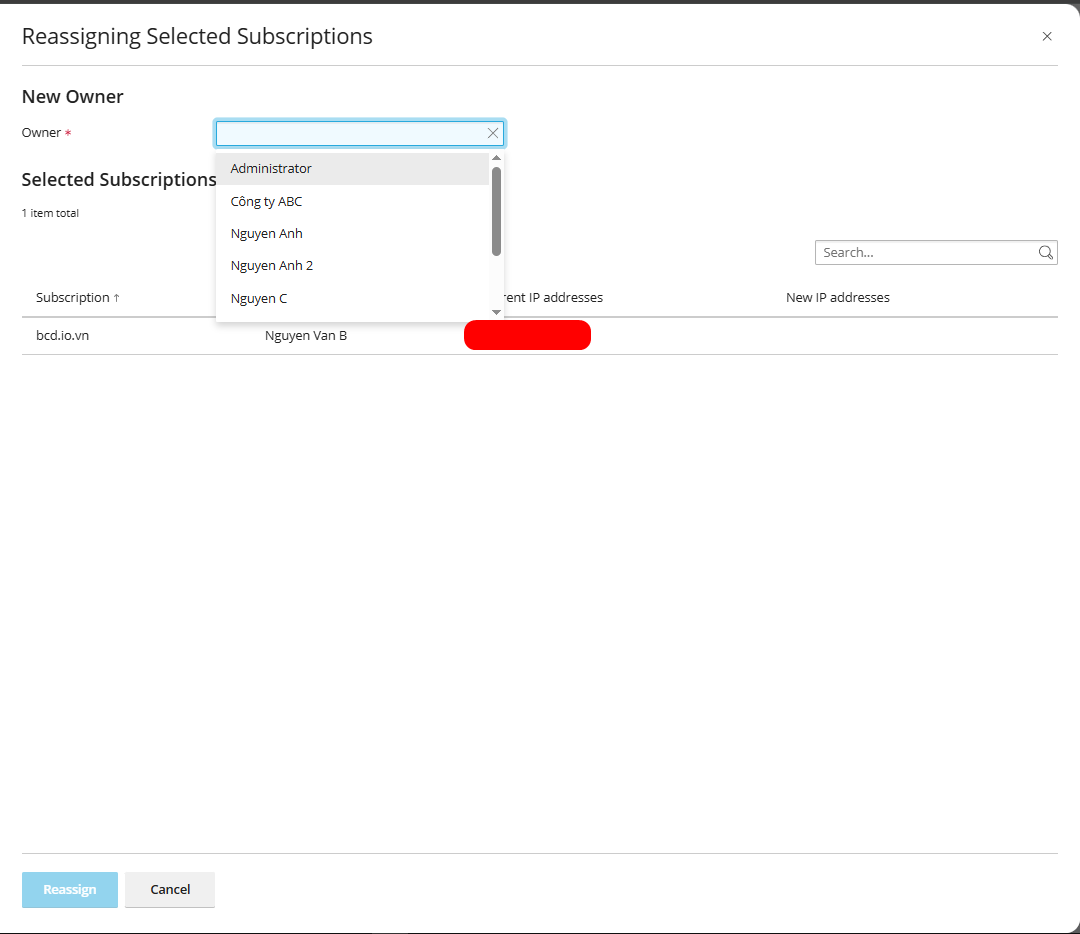 Reassigning Selected Subscriptions
New Owner
Owner *
Administrator
Công ty ABC
Nguyen Anh
Nguyen Anh 2
Nguyen C
Selected Subscriptions
1 item total
Search...
Subscription ↑ rent IP addresses New IP addresses
bcd.io.vn Nguyen Van B
Reassign Cancel